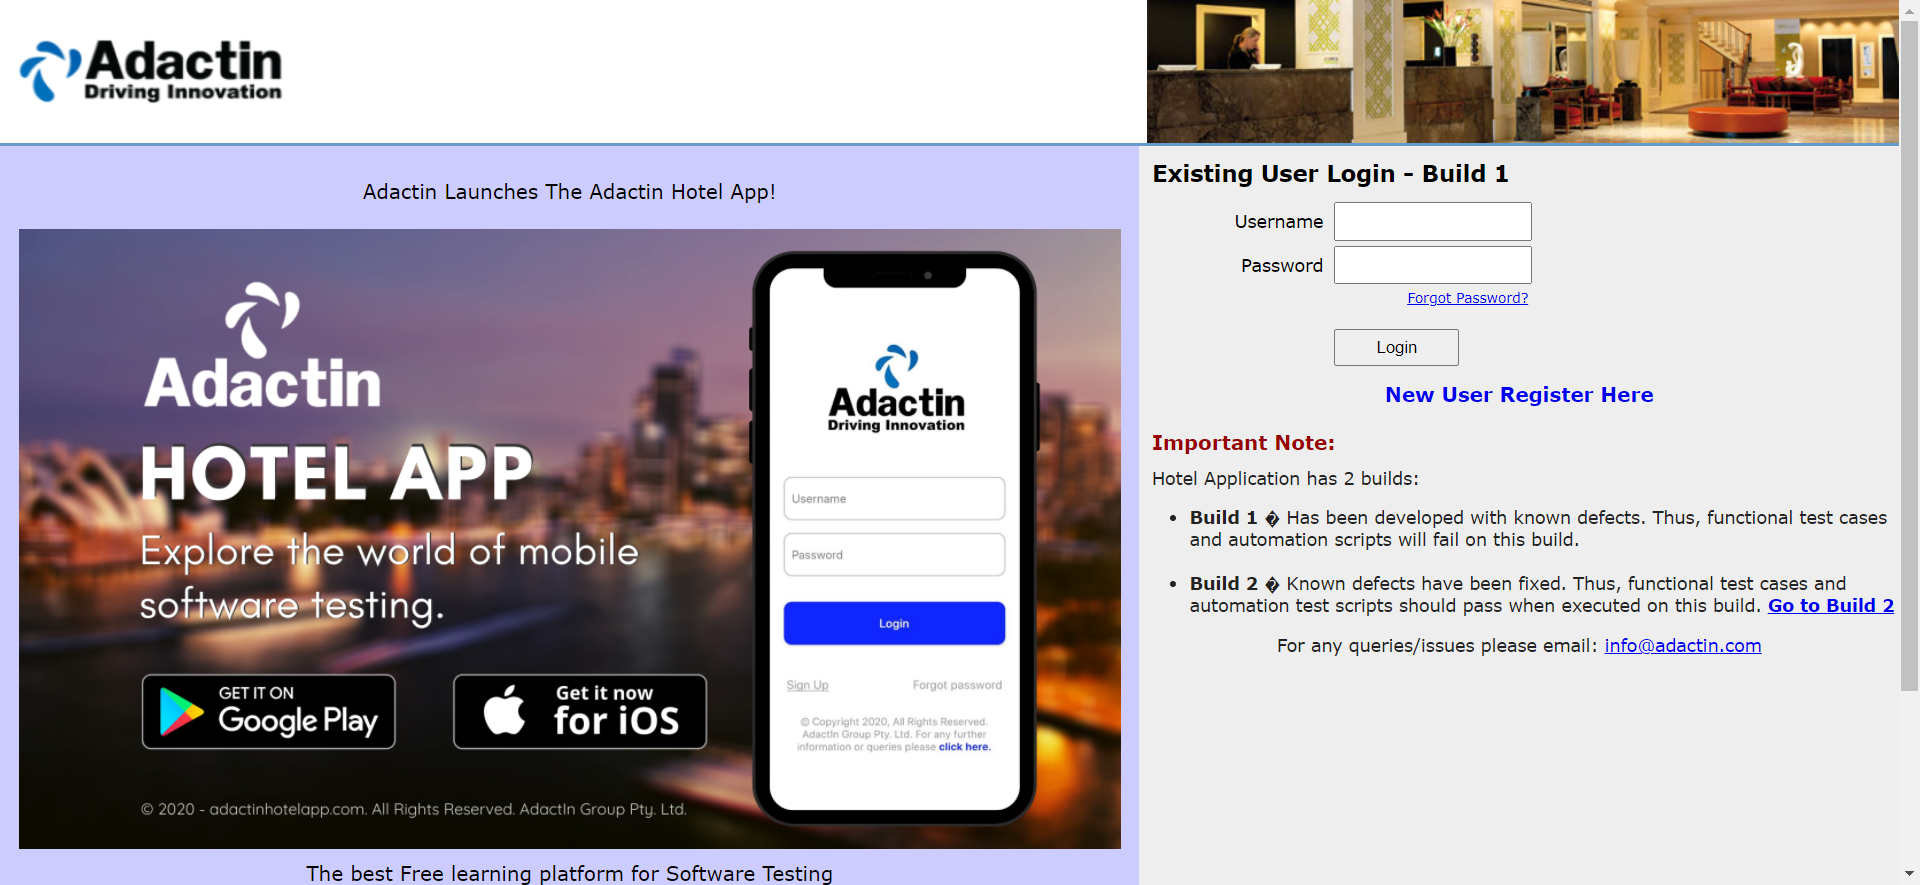 Adactin
Driving Innovation
Adactin Launches The Adactin Hotel App!
Adactin
HOTEL APP
Explore the world of mobile
software testing.
GET IT ON
Google Play
Get it now
for iOS
© 2020 - adactinhotelapp.com. All Rights Reserved. AdactIn Group Pty. Ltd.
Adactin
Driving Innovation
Username
Password
Login
Sign Up Forgot password
© Copyright 2020, All Rights Reserved.
AdactIn Group Pty. Ltd. For any further
information or queries please click here.
The best Free learning platform for Software Testing
Existing User Login - Build 1
Username
Password
Forgot Password?
Login
New User Register Here
Important Note:
Hotel Application has 2 builds:
• Build 1 � Has been developed with known defects. Thus, functional test cases
and automation scripts will fail on this build.
• Build 2 � Known defects have been fixed. Thus, functional test cases and
automation test scripts should pass when executed on this build. Go to Build 2
For any queries/issues please email: info@adactin.com